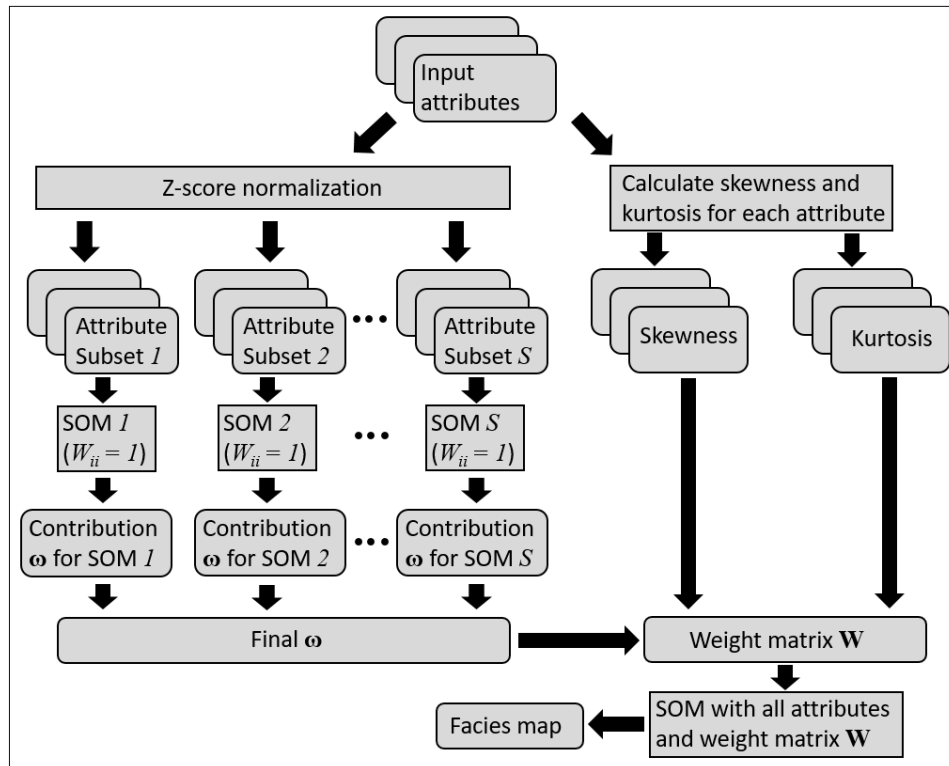 Input
attributes
Z-score normalization
Calculate skewness and
kurtosis for each attribute
Attribute
Subset 1
Attribute
Subset 2
...
Attribute
Subset S
Skewness
Kurtosis
SOM 1
(Wii = 1)
SOM 2
(Wii = 1)
...
SOM S
(Wii = 1)
Contribution
ω for SOM 1
Contribution
ω for SOM 2
...
Contribution
ω for SOM S
Final ω
Weight matrix W
Facies map
SOM with all attributes
and weight matrix W